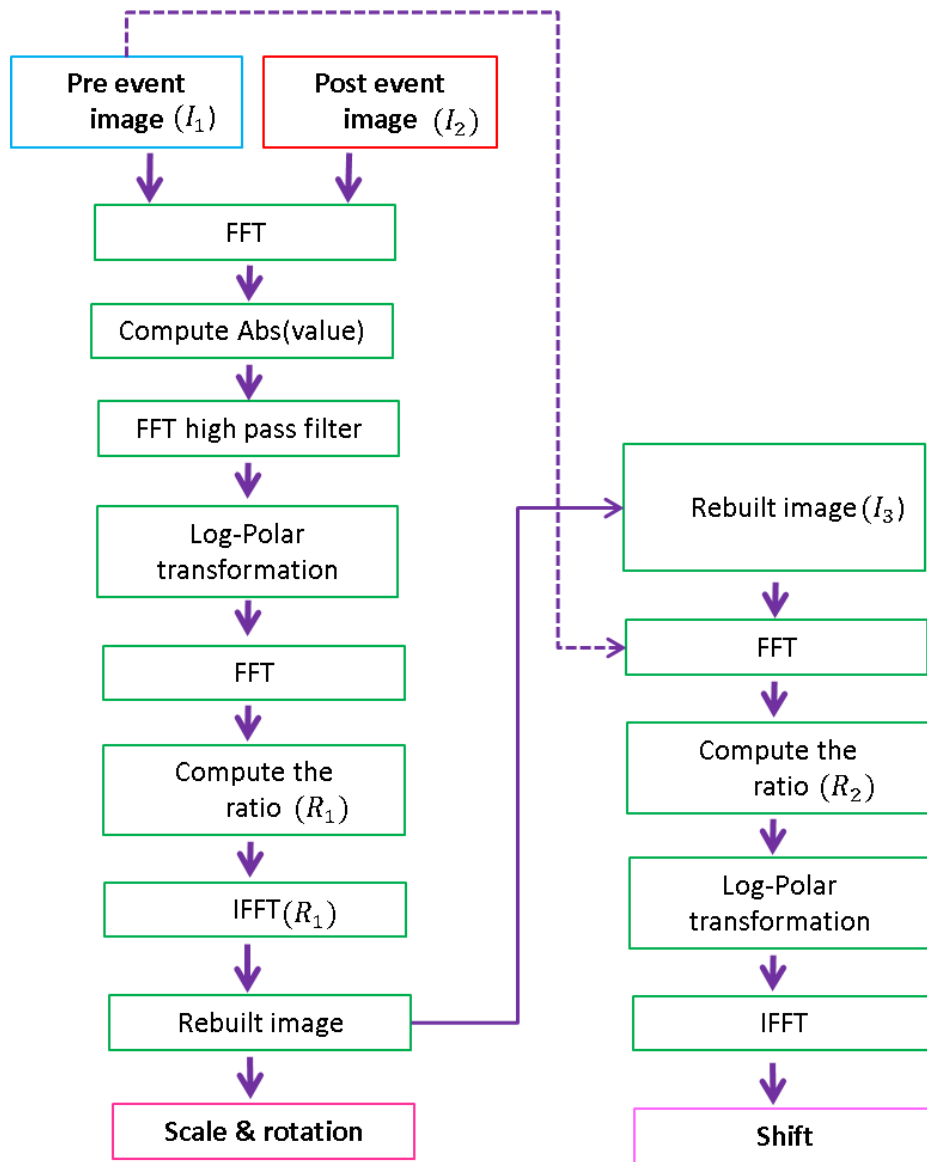 Pre event
image (I₁)
Post event
image (I₂)
FFT
Compute Abs(value)
FFT high pass filter
Log-Polar
transformation
FFT
Compute the
ratio (R₁)
IFFT(R₁)
Rebuilt image
Scale & rotation
Rebuilt image(I₃)
FFT
Compute the
ratio (R₂)
Log-Polar
transformation
IFFT
Shift